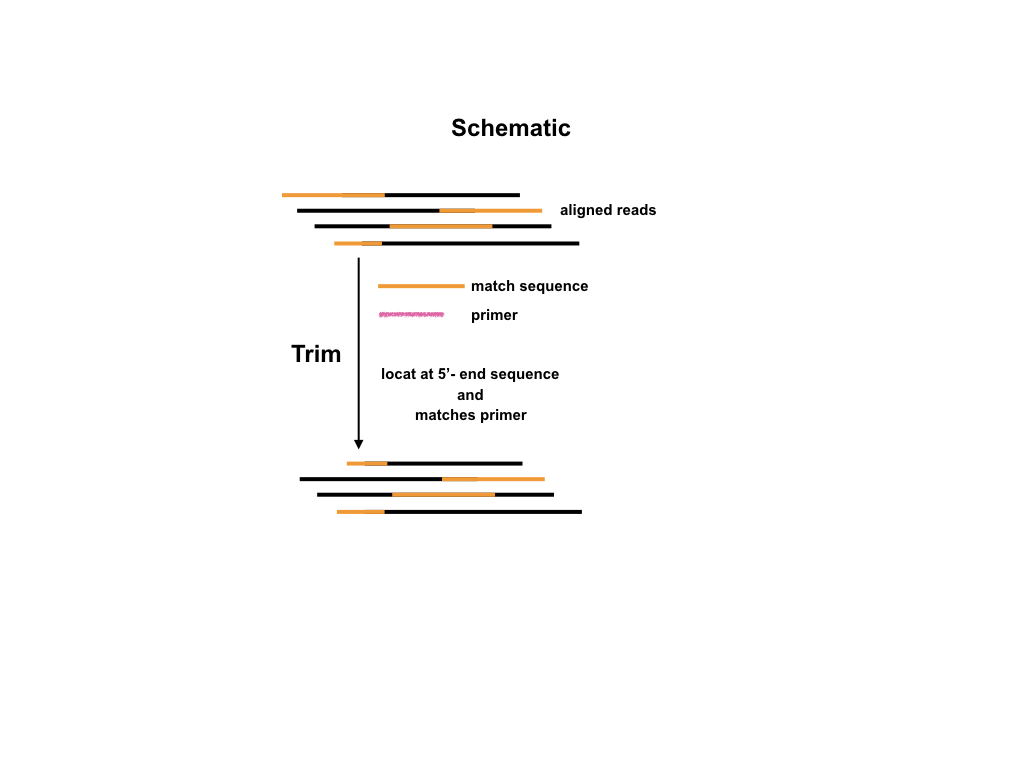 Schematic
aligned reads
match sequence
primer
Trim
locat at 5’- end sequence
and
matches primer